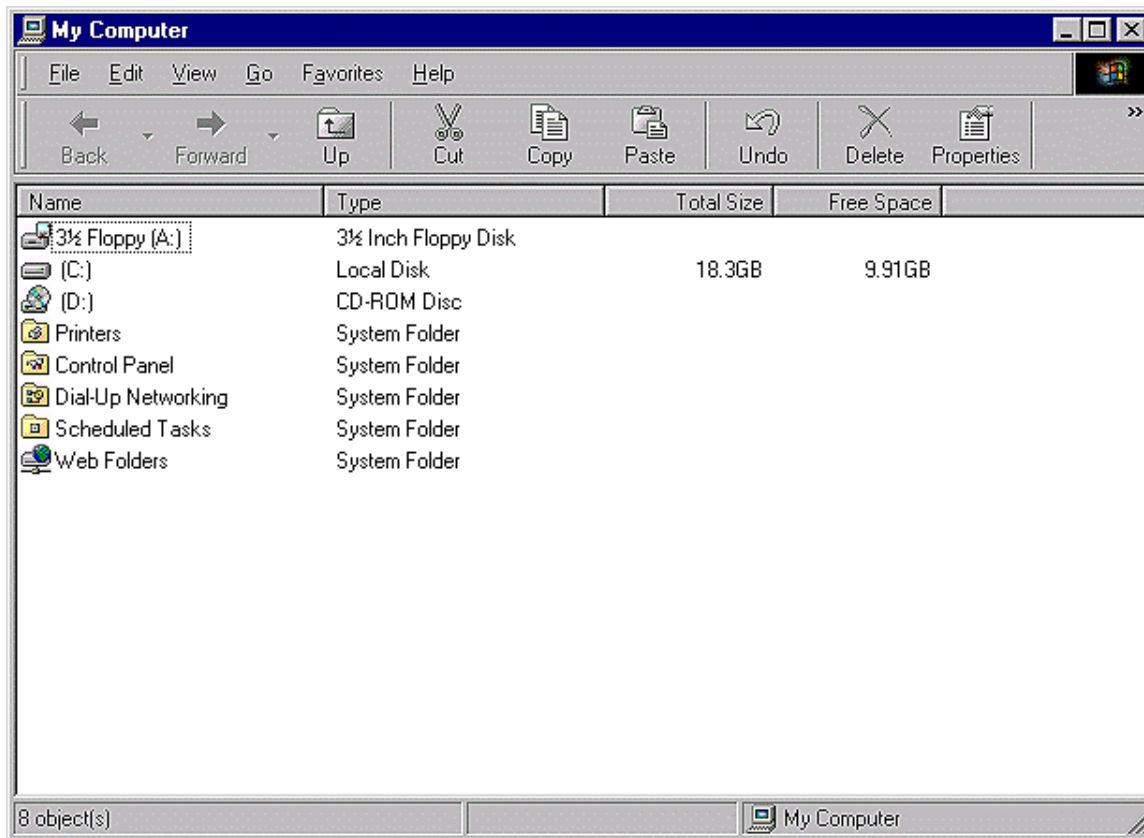 My Computer
File Edit View Go Favorites Help
Back Forward Up Cut Copy Paste Undo Delete Properties »
Name Type Total Size Free Space
3½ Floppy (A:) 3½ Inch Floppy Disk
(C:) Local Disk 18.3GB 9.91GB
(D:) CD-ROM Disc
Printers System Folder
Control Panel System Folder
Dial-Up Networking System Folder
Scheduled Tasks System Folder
Web Folders System Folder
8 object(s) My Computer